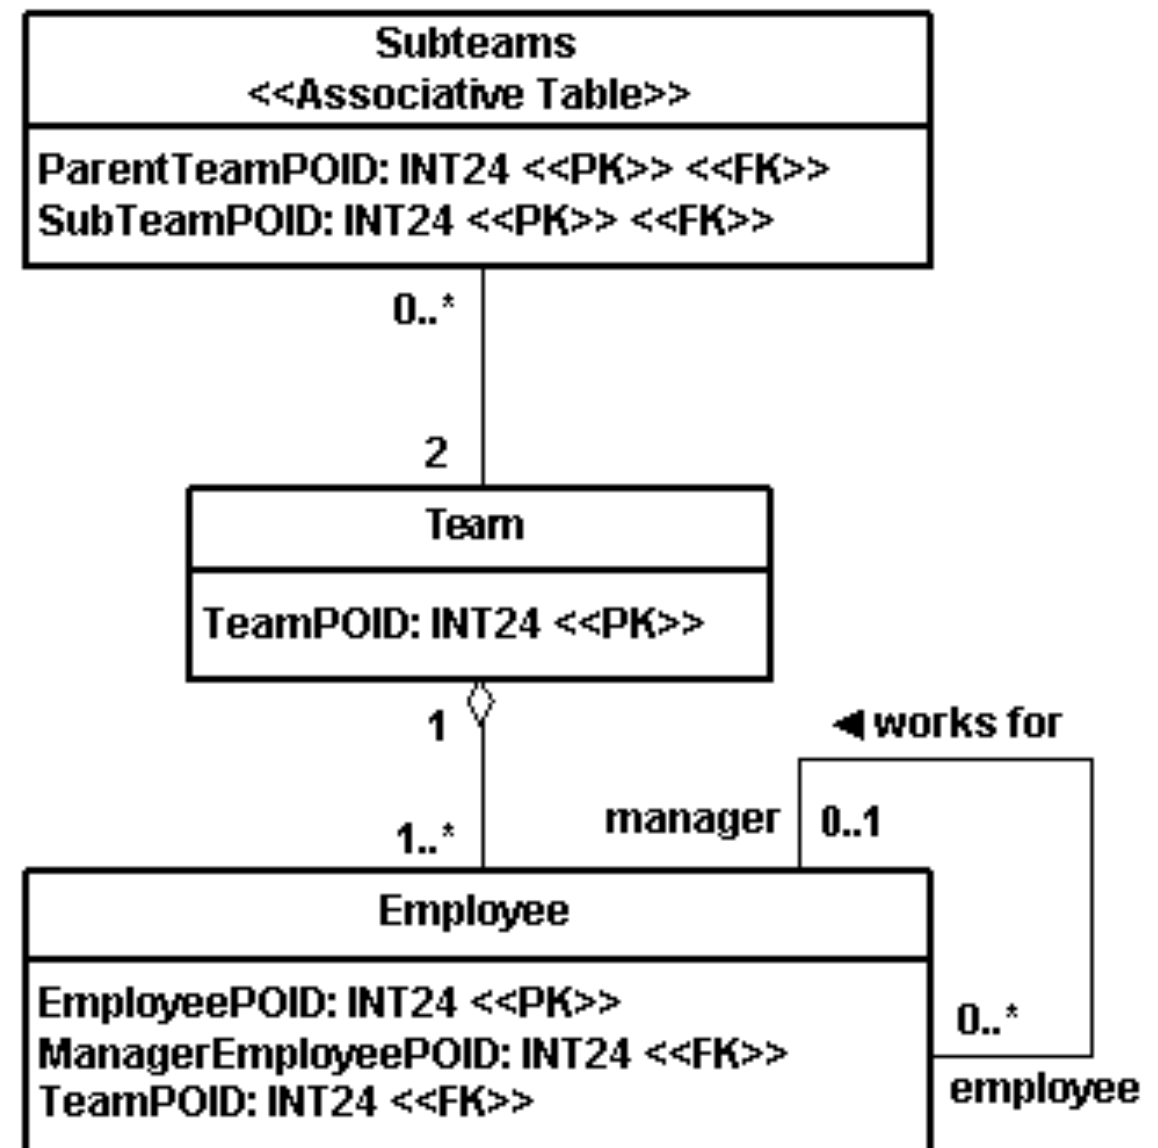 Subteams
<<Associative Table>>
ParentTeamPOID: INT24 <<PK>> <<FK>>
SubTeamPOID: INT24 <<PK>> <<FK>>
0..*
2
Team
TeamPOID: INT24 <<PK>>
1
◄ works for
manager
0..1
1..*
Employee
EmployeePOID: INT24 <<PK>>
ManagerEmployeePOID: INT24 <<FK>>
TeamPOID: INT24 <<FK>>
0..*
employee